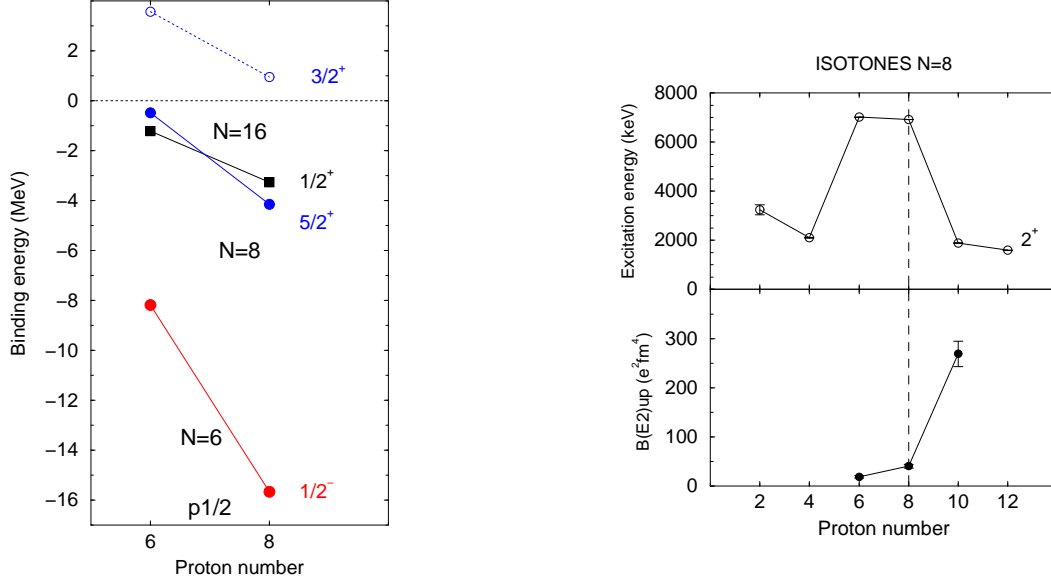 2
0
−2
−4
−6
−8
−10
−12
−14
−16
Binding energy (MeV)
3/2+
N=16
1/2+
5/2+
N=8
N=6
1/2−
p1/2
6 8
Proton number
ISOTONES N=8
8000
6000
4000
2000
0
Excitation energy (keV)
2+
300
200
100
0
B(E2)up (e2fm4)
2 4 6 8 10 12
Proton number